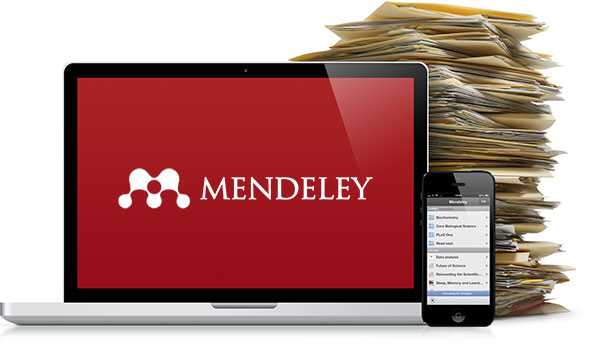 MENDELEY
Mendeley
Edit
Biochemistry
Core Biological Science
PLoS One
Read next
Data analysis
Future of Science
Reinventing the Scientific...
Sleep, Memory and Learni...